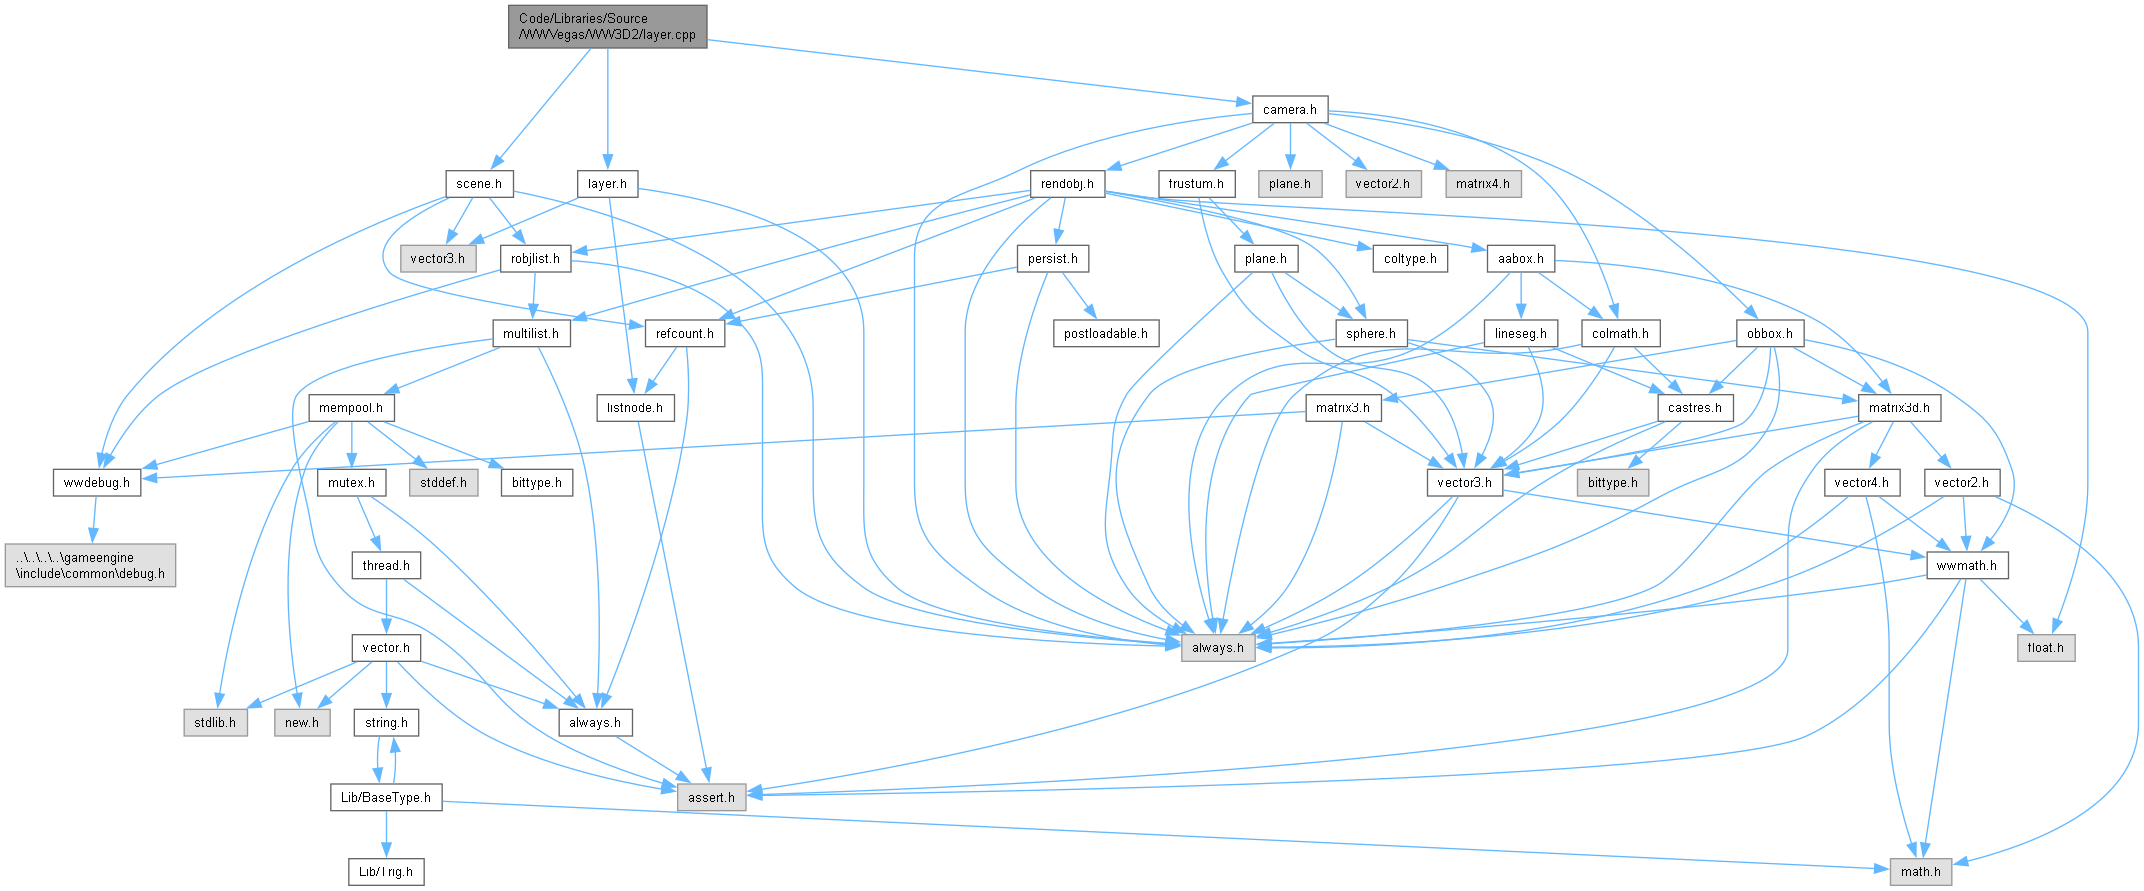 Code/Libraries/Source
/WWVegas/WW3D2/layer.cpp
camera.h
scene.h
layer.h
rendobj.h
frustum.h
plane.h
vector2.h
matrix4.h
vector3.h
robjlist.h
persist.h
plane.h
coltype.h
aabox.h
multilist.h
refcount.h
postloadable.h
sphere.h
lineseg.h
colmath.h
obbox.h
mempool.h
listnode.h
matrix3.h
castres.h
matrix3d.h
wwdebug.h
mutex.h
stddef.h
bittype.h
vector3.h
bittype.h
vector4.h
vector2.h
..\..\..\..\gameengine
\include\common\debug.h
thread.h
wwmath.h
vector.h
always.h
float.h
stdlib.h
new.h
string.h
always.h
Lib/BaseType.h
assert.h
Lib/Trig.h
math.h